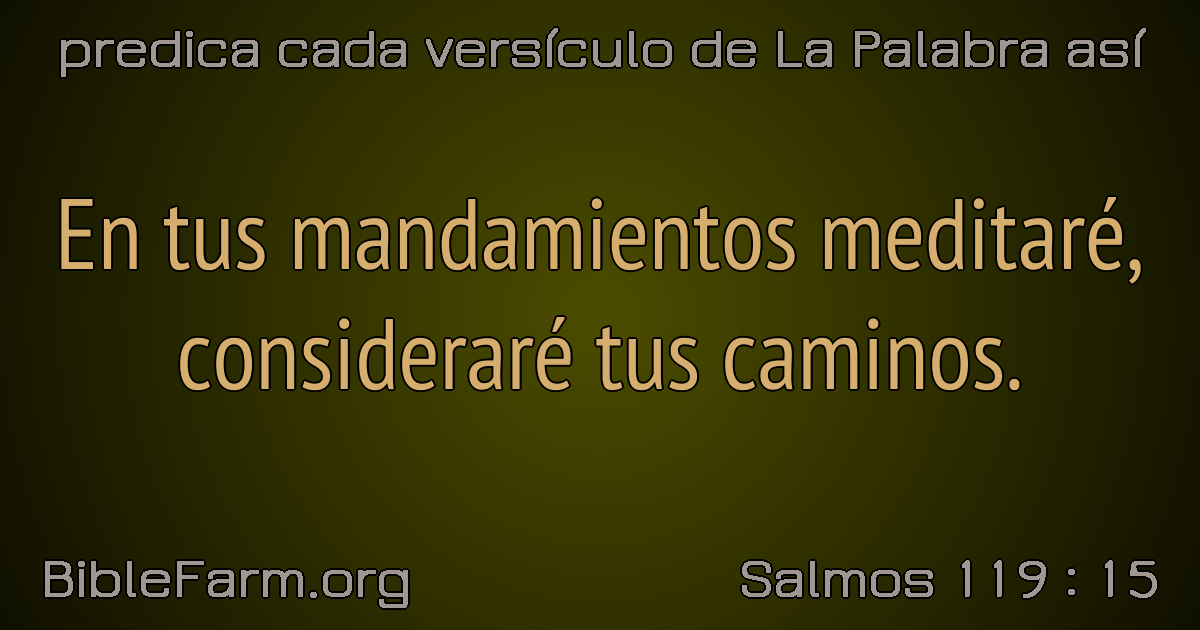 predica cada versículo de La Palabra así
En tus mandamientos meditaré,
consideraré tus caminos.
BibleFarm.org
Salmos 119 : 15